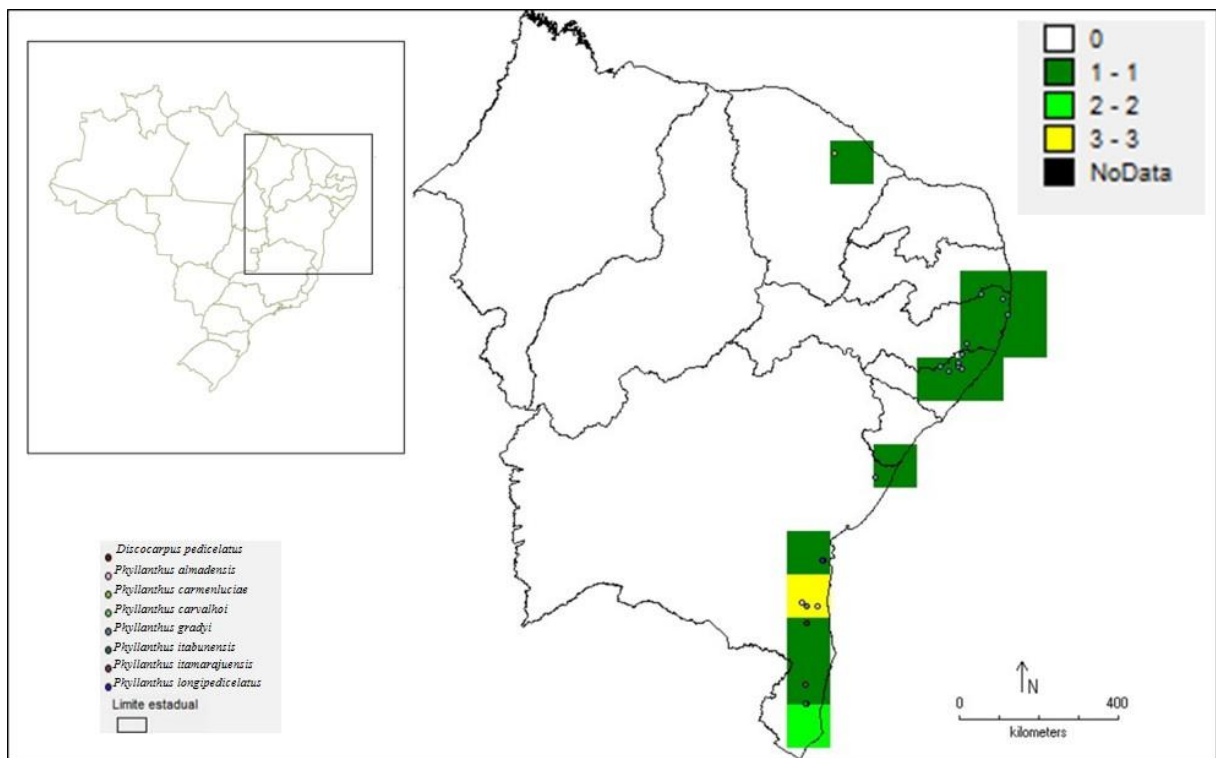 0
1 - 1
2 - 2
3 - 3
NoData
Discocarpus pedicelatus
Phyllanthus almadensis
Phyllanthus carmenluciae
Phyllanthus carvalhoi
Phyllanthus gradyi
Phyllanthus itabunensis
Phyllanthus itamarajuensis
Phyllanthus longipedicelatus
Limite estadual
N
0 400
kilometers